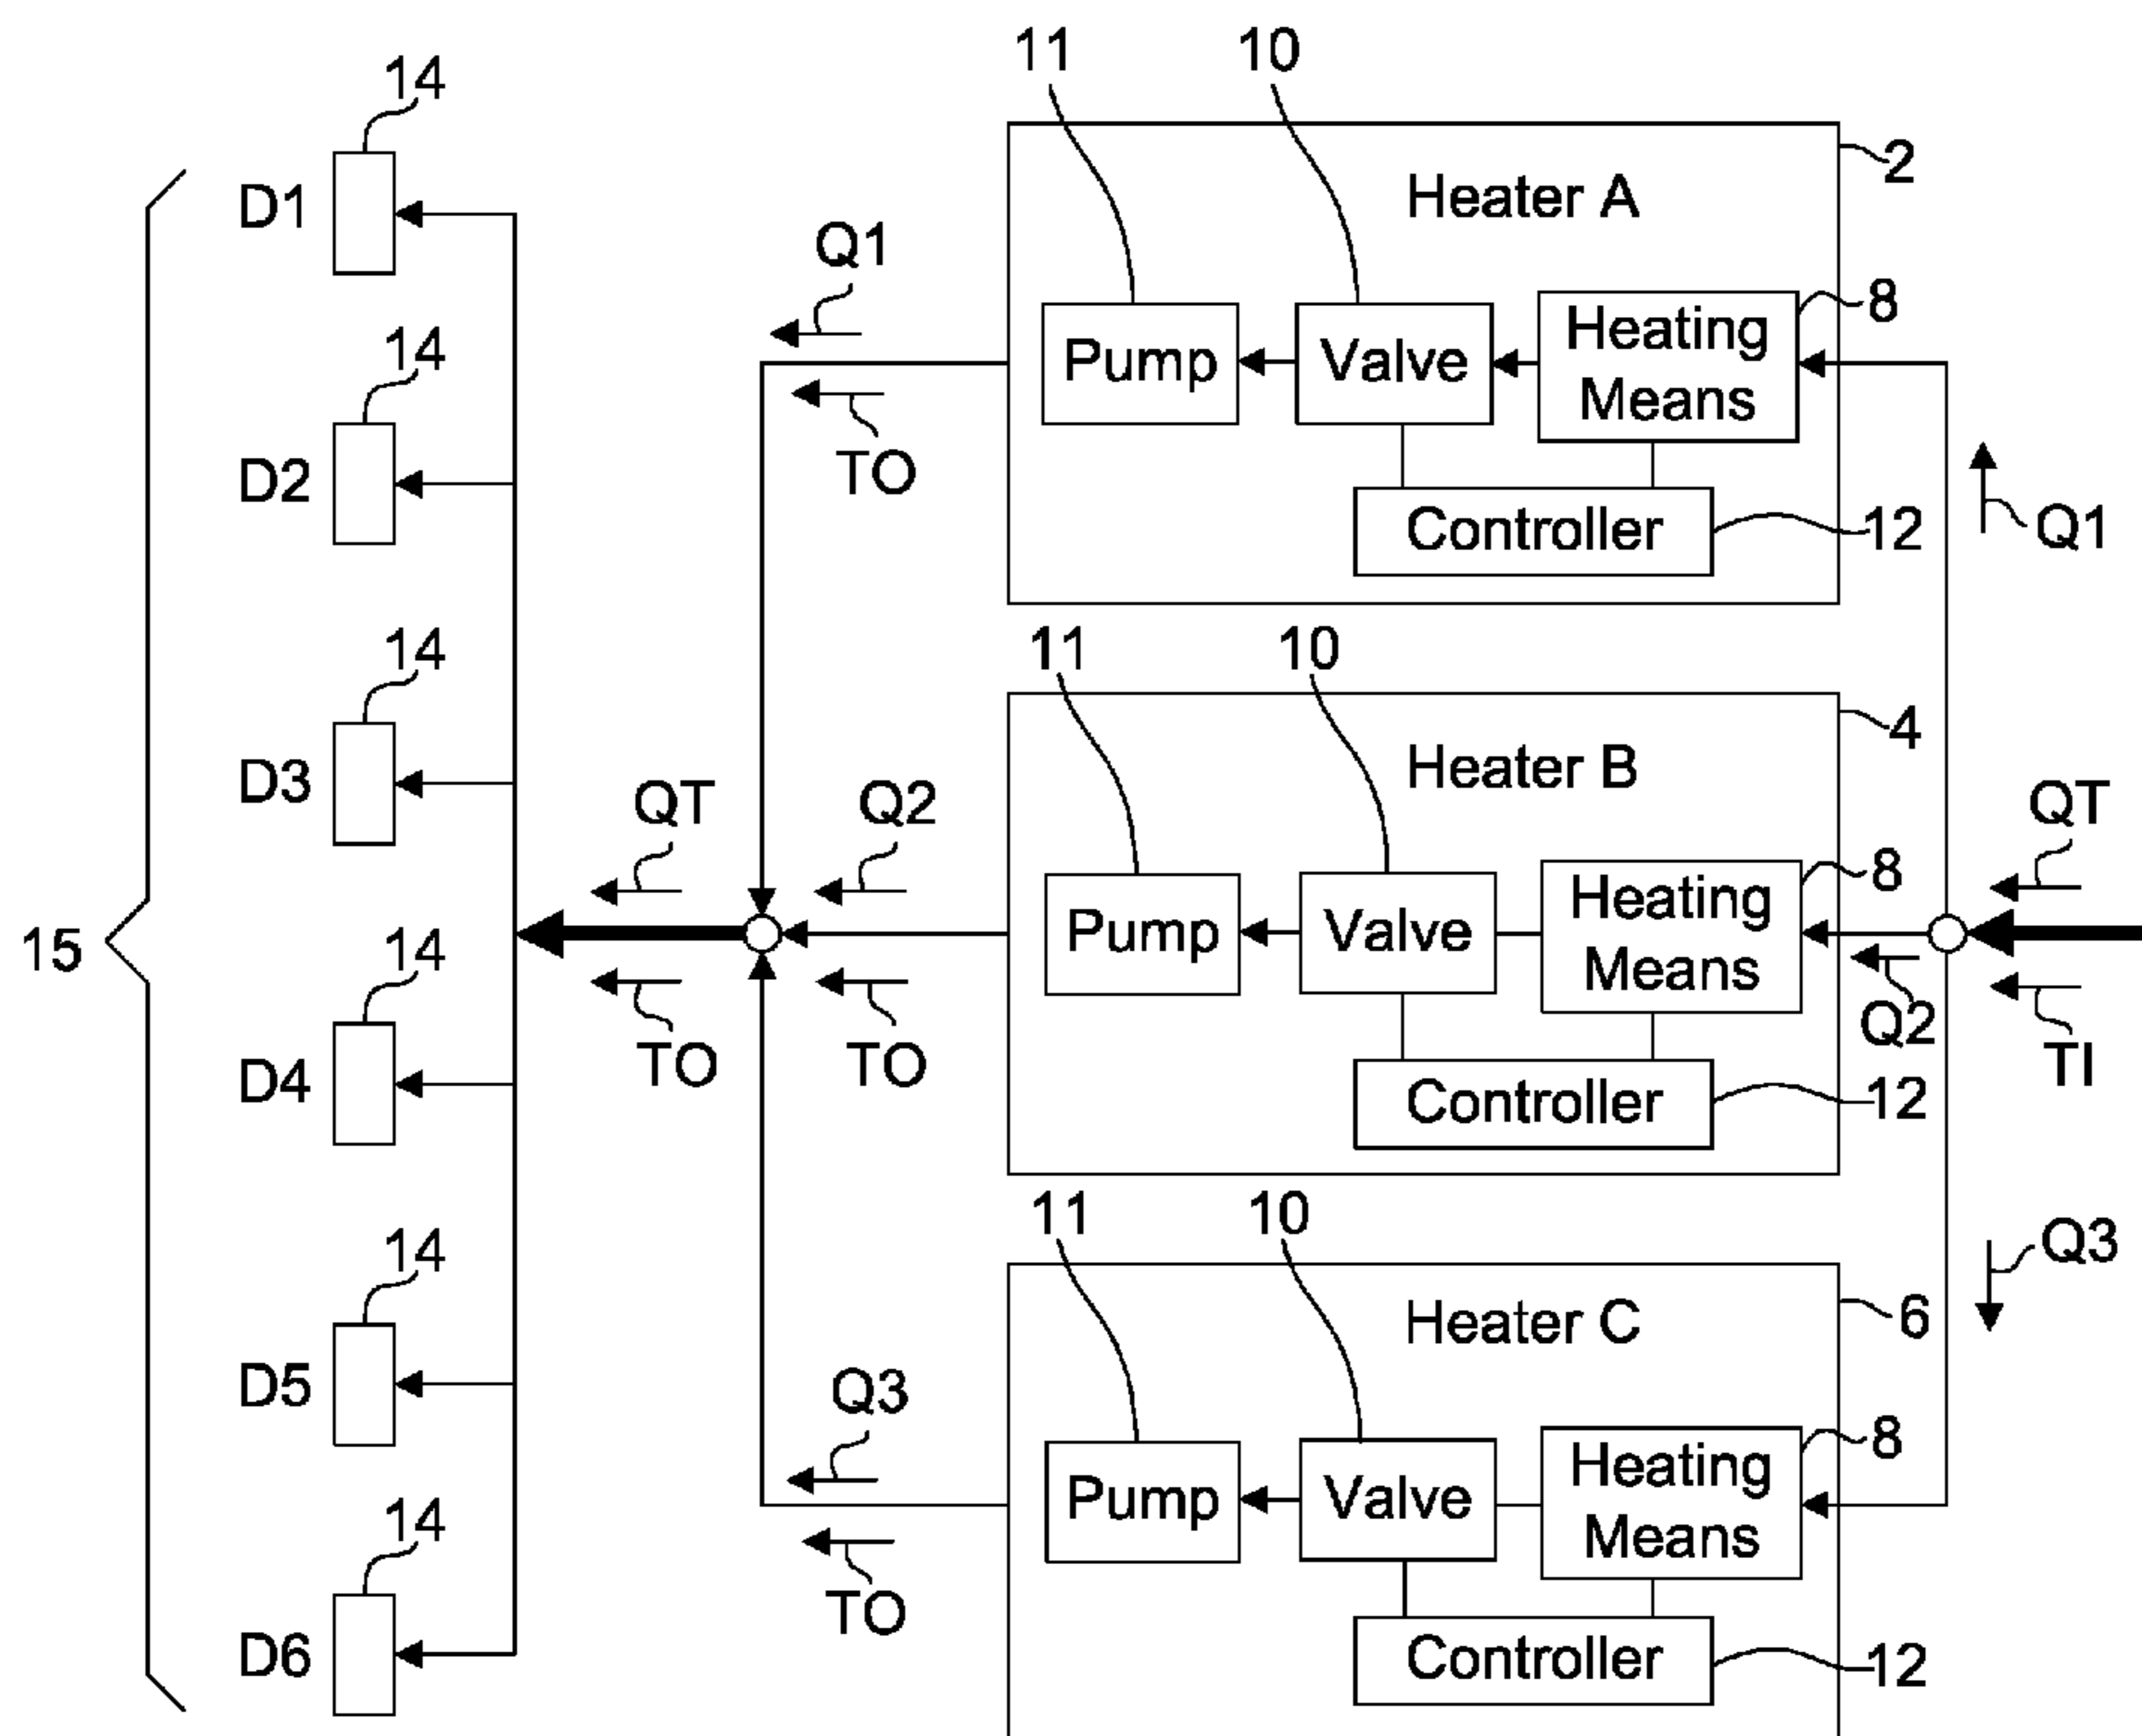 11
10
14
2
Heater A
D1
Q1
8
Heating
Means
Pump
Valve
14
TO
D2
Controller
12
Q1
11
10
14
4
Heater B
D3
QT
Q2
QT
8
Heating
Means
Pump
Valve
15
14
Q2
TO
TO
TI
D4
Controller
12
11
10
14
Q3
6
Heater C
D5
Q3
8
Heating
Means
Pump
Valve
14
TO
D6
Controller
12